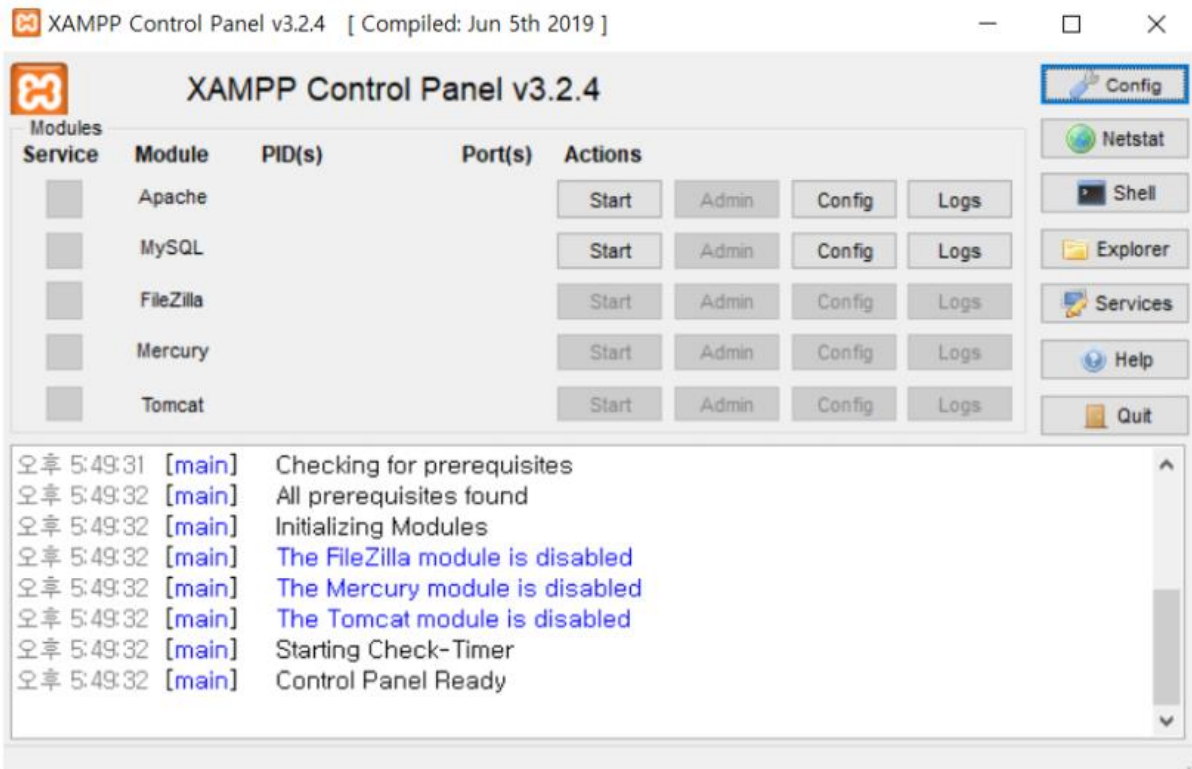 XAMPP Control Panel v3.2.4 [ Compiled: Jun 5th 2019 ]
XAMPP Control Panel v3.2.4
Config
Modules
Service Module PID(s) Port(s) Actions
Netstat
Apache Start Admin Config Logs
Shell
MySQL Start Admin Config Logs
Explorer
FileZilla Start Admin Config Logs
Services
Mercury Start Admin Config Logs
Help
Tomcat Start Admin Config Logs
Quit
오후 5:49:31 [main] Checking for prerequisites
오후 5:49:32 [main] All prerequisites found
오후 5:49:32 [main] Initializing Modules
오후 5:49:32 [main] The FileZilla module is disabled
오후 5:49:32 [main] The Mercury module is disabled
오후 5:49:32 [main] The Tomcat module is disabled
오후 5:49:32 [main] Starting Check-Timer
오후 5:49:32 [main] Control Panel Ready